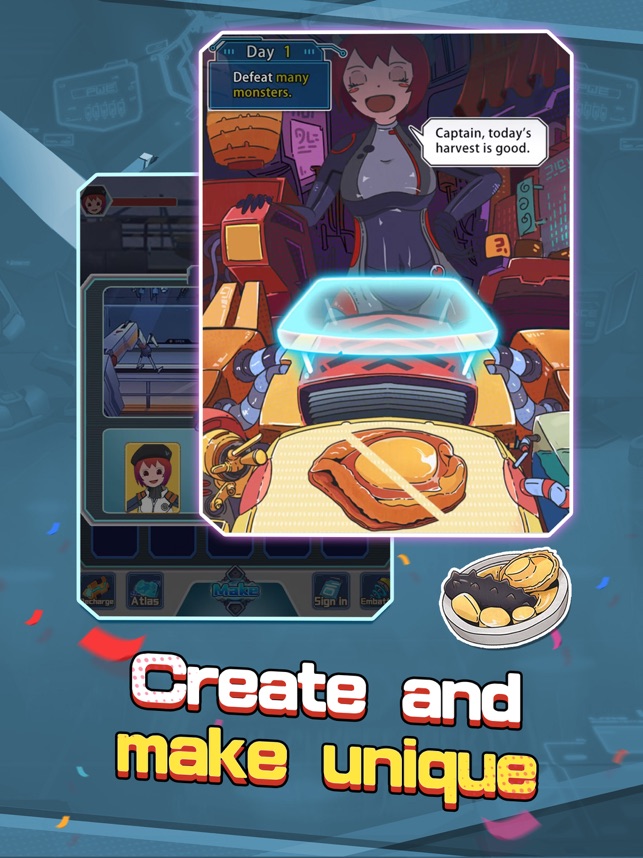 Day 1
Defeat many
monsters.
Captain, today's
harvest is good.
Atlas
Make
Sign in
Create and
make unique